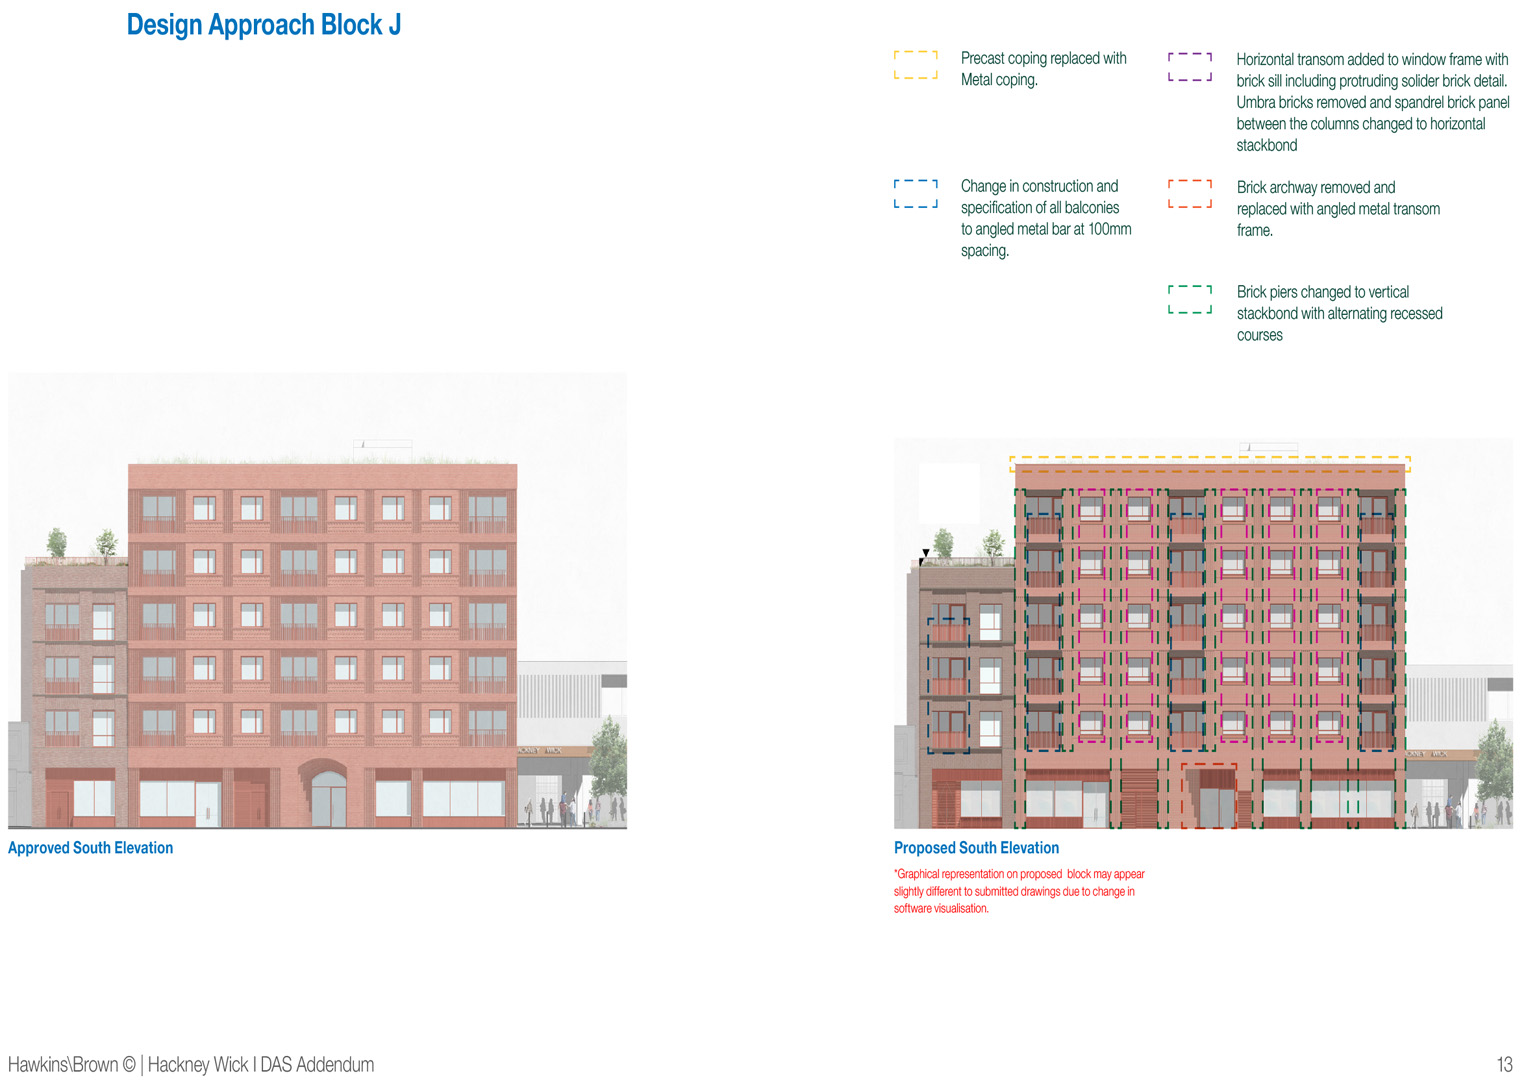 Design Approach Block J
Precast coping replaced with
Metal coping.
Horizontal transom added to window frame with
brick sill including protruding solider brick detail.
Umbra bricks removed and spandrel brick panel
between the columns changed to horizontal
stackbond
Change in construction and
specification of all balconies
to angled metal bar at 100mm
spacing.
Brick archway removed and
replaced with angled metal transom
frame.
Brick piers changed to vertical
stackbond with alternating recessed
courses
ACKNEY WICK
CKNEY WICK
Approved South Elevation
Proposed South Elevation
*Graphical representation on proposed block may appear
slightly different to submitted drawings due to change in
software visualisation.
Hawkins\Brown © | Hackney Wick I DAS Addendum
13